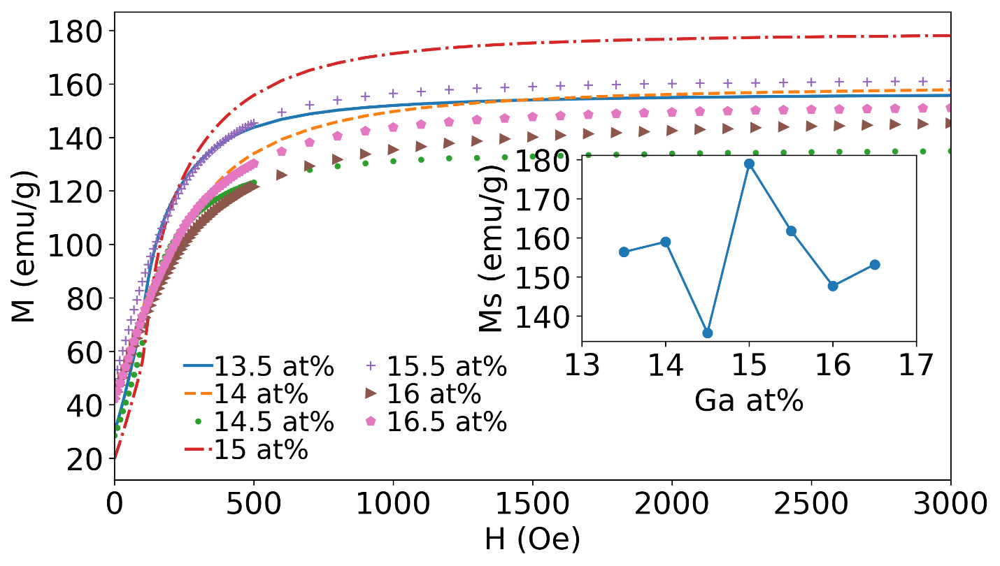 180
160
140
120
100
80
60
40
20
M (emu/g)
0
500
1000
1500
2000
2500
3000
H (Oe)
13.5 at%
14 at%
14.5 at%
15 at%
15.5 at%
16 at%
16.5 at%
180
170
160
150
140
Ms (emu/g)
13
14
15
16
17
Ga at%